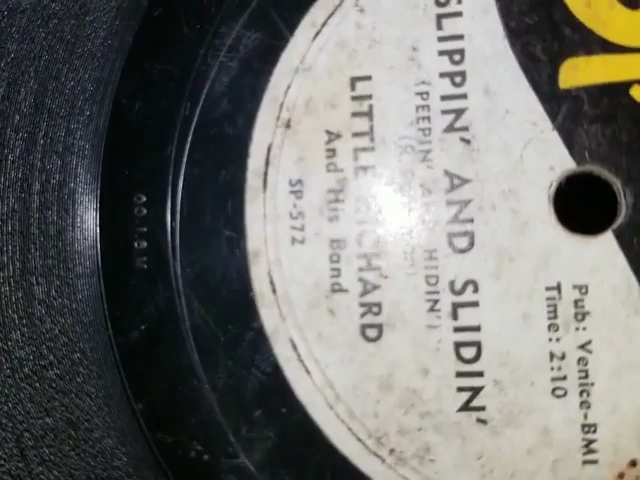 Pub: Venice-BMI
Time: 2:10
SLIPPIN' AND SLIDIN'
(PEEPIN' AND HIDIN')
LITTLE RICHARD
And His Band
SP-572